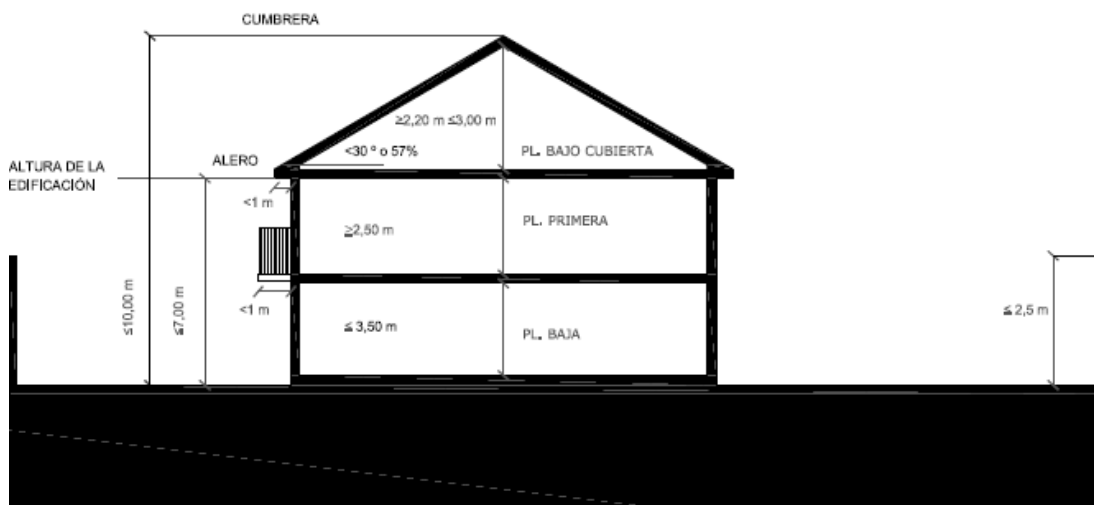 CUMBRERA
≥2,20 m ≤3,00 m
<30 º o 57%
PL. BAJO CUBIERTA
ALERO
ALTURA DE LA
EDIFICACIÓN
<1 m
PL. PRIMERA
≥2,50 m
≤10,00 m
≤7,00 m
<1 m
≤ 3,50 m
PL. BAJA
≤ 2,5 m